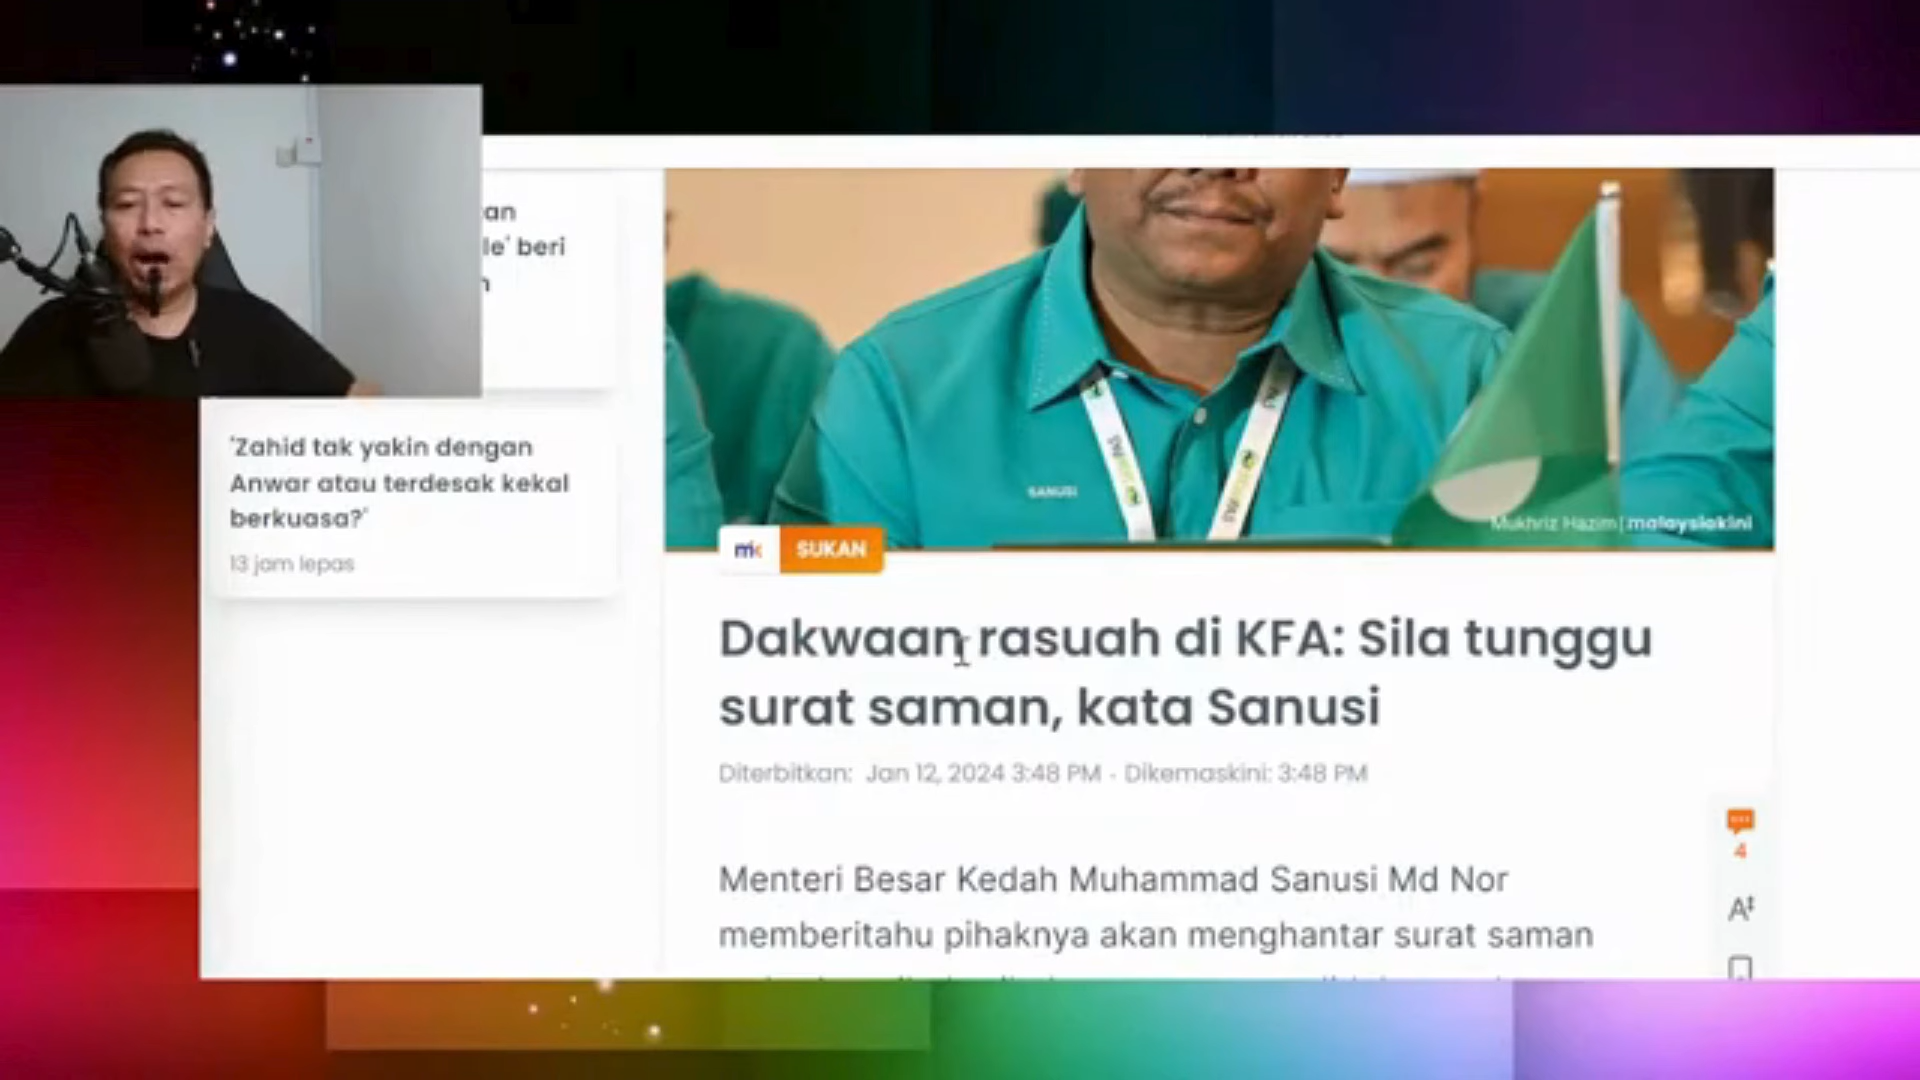 an
le' beri
n
'Zahid tak yakin dengan
Anwar atau terdesak kekal
berkuasa?'
13 jam lepas
SANUSI
Mukhriz Hazim | malaysiakini
mk SUKAN
Dakwaan rasuah di KFA: Sila tunggu
surat saman, kata Sanusi
Diterbitkan: Jan 12, 2024 3:48 PM - Dikemaskini: 3:48 PM
4
A
Menteri Besar Kedah Muhammad Sanusi Md Nor
memberitahu pihaknya akan menghantar surat saman